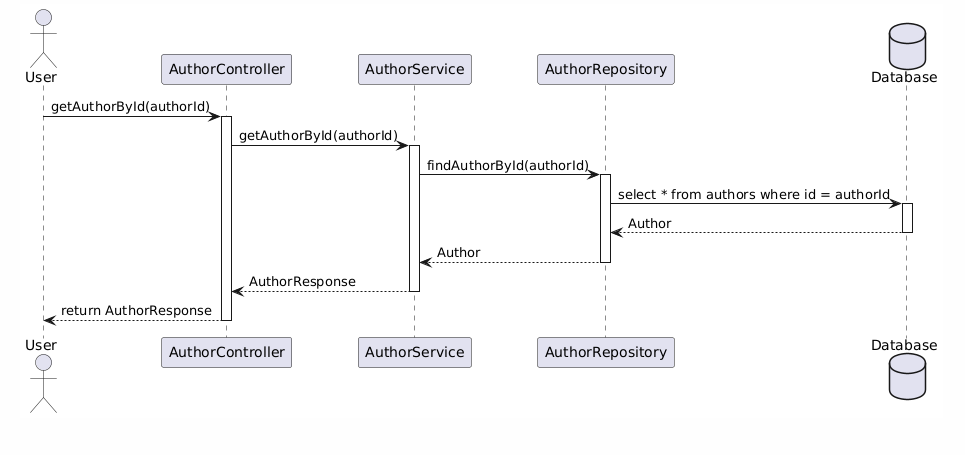 User
AuthorController
AuthorService
AuthorRepository
Database
getAuthorById(authorId)
getAuthorById(authorId)
findAuthorById(authorId)
select * from authors where id = authorId
Author
Author
AuthorResponse
return AuthorResponse
User
AuthorController
AuthorService
AuthorRepository
Database